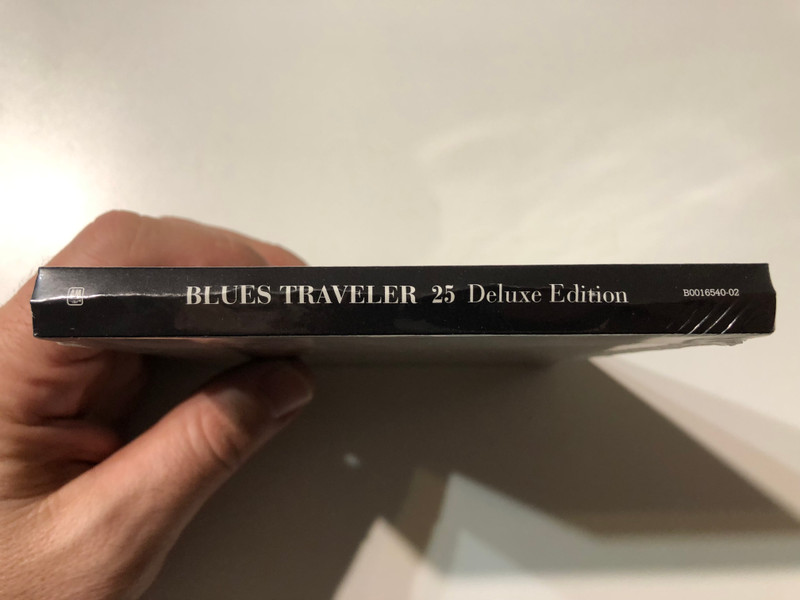 BLUES TRAVELER 25 Deluxe Edition B0016540-02